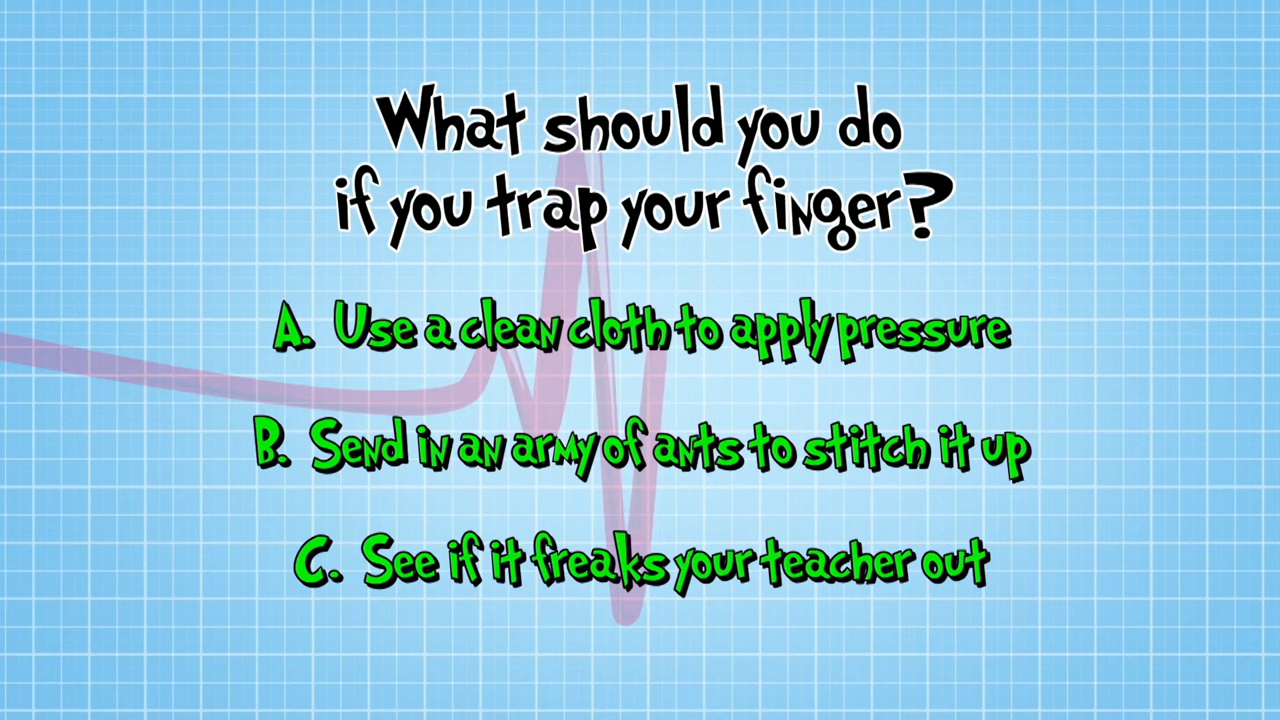 What should you do
if you trap your finger?
A. Use a clean cloth to apply pressure
B. Send in an army of ants to stitch it up
C. See if it freaks your teacher out